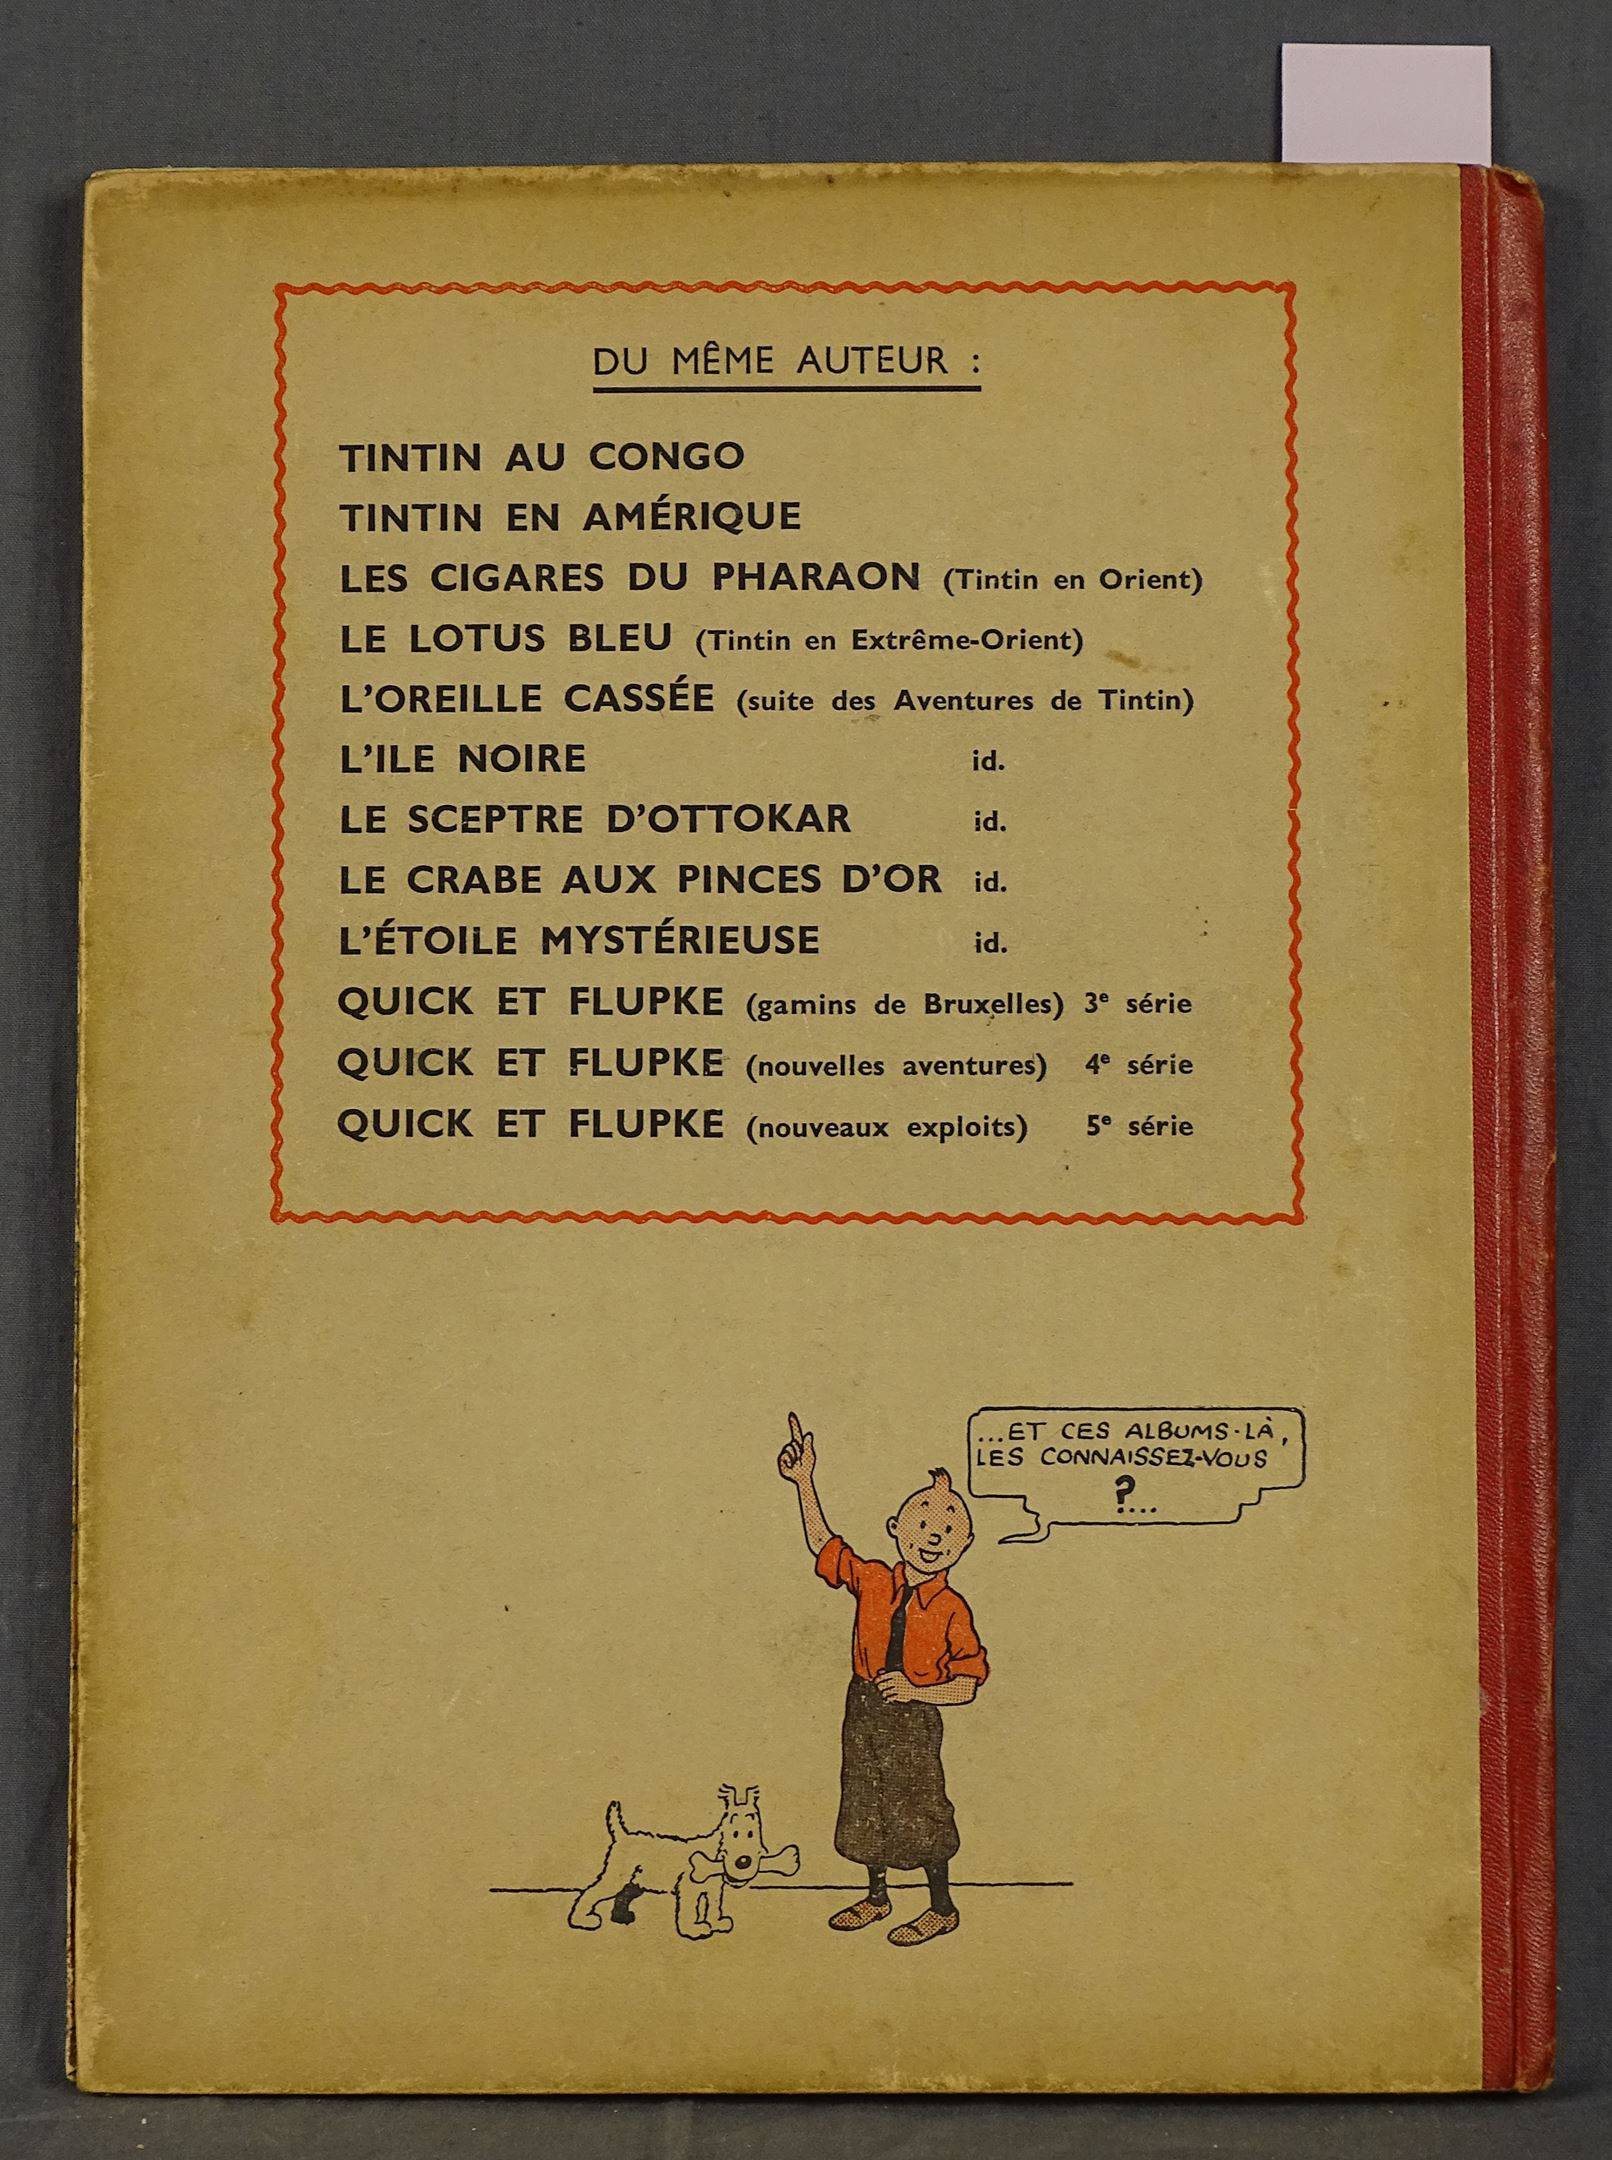 DU MÊME AUTEUR :
TINTIN AU CONGO
TINTIN EN AMÉRIQUE
LES CIGARES DU PHARAON (Tintin en Orient)
LE LOTUS BLEU (Tintin en Extrême-Orient)
L'OREILLE CASSÉE (suite des Aventures de Tintin)
L'ILE NOIRE id.
LE SCEPTRE D'OTTOKAR id.
LE CRABE AUX PINCES D'OR id.
L'ÉTOILE MYSTÉRIEUSE id.
QUICK ET FLUPKE (gamins de Bruxelles) 3e série
QUICK ET FLUPKE (nouvelles aventures) 4e série
QUICK ET FLUPKE (nouveaux exploits) 5e série
...ET CES ALBUMS-LÀ,
LES CONNAISSEZ-VOUS
?...